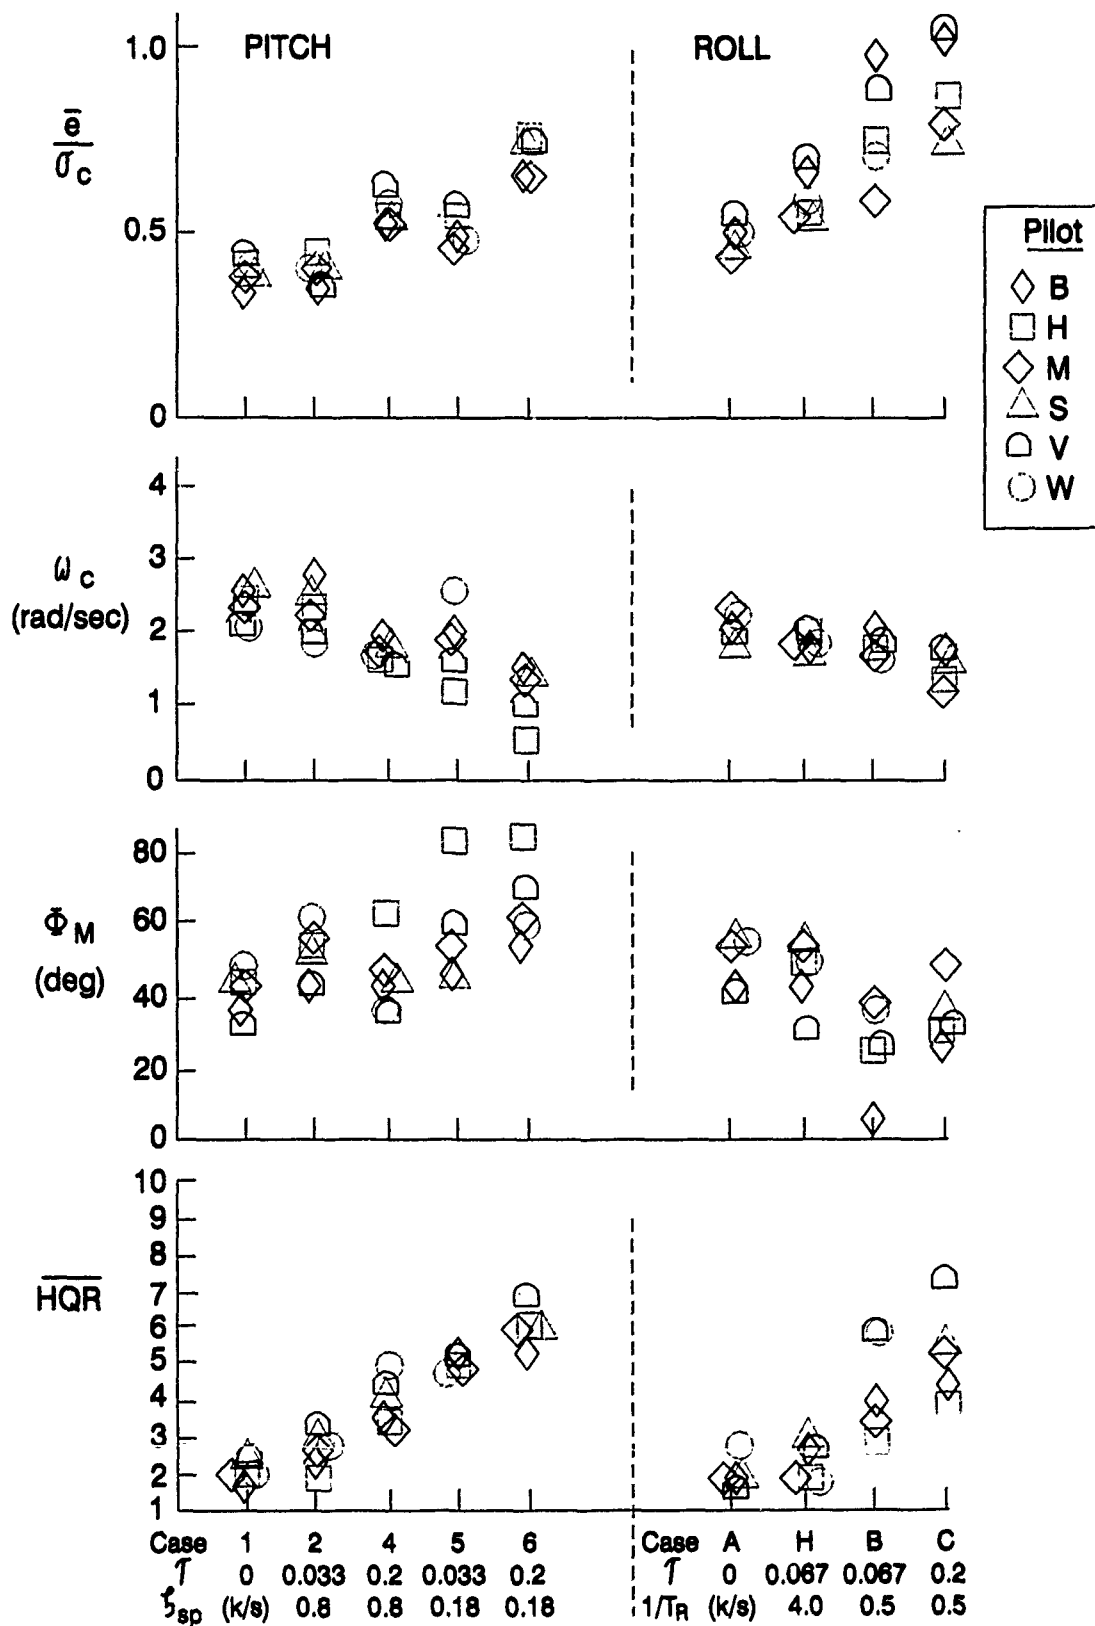 PITCH ROLL
1.0
0.5
0
ē/σc
Pilot
B
H
M
S
V
W
4
3
2
1
0
ωc
(rad/sec)
80
60
40
20
0
ΦM
(deg)
10
9
8
7
6
5
4
3
2
1
HQR
Case 1 2 4 5 6 Case A H B C
τ 0 0.033 0.2 0.033 0.2 τ 0 0.067 0.067 0.2
ζsp (k/s) 0.8 0.8 0.18 0.18 1/TR (k/s) 4.0 0.5 0.5